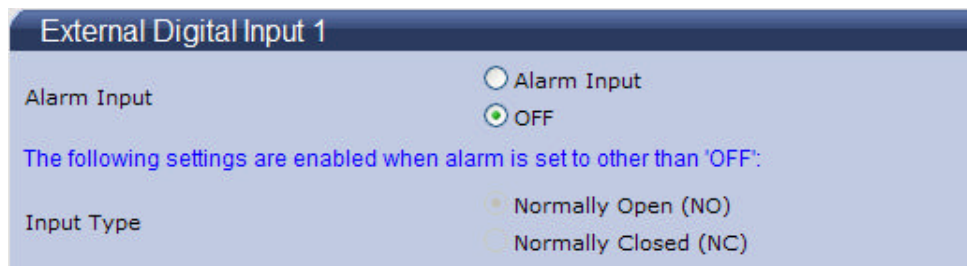 External Digital Input 1
Alarm Input
Alarm Input
OFF
The following settings are enabled when alarm is set to other than 'OFF':
Input Type
Normally Open (NO)
Normally Closed (NC)